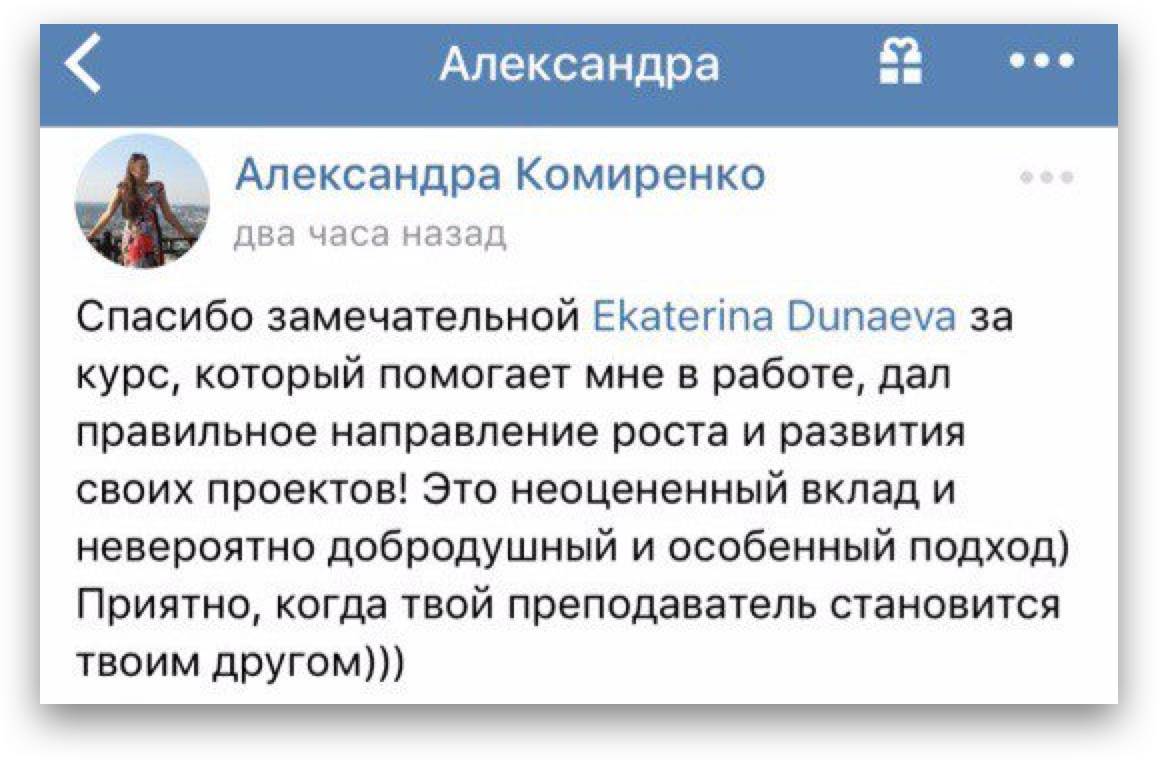 Александра
Александра Комиренко
два часа назад
Спасибо замечательной Ekaterina Dunaeva за
курс, который помогает мне в работе, дал
правильное направление роста и развития
своих проектов! Это неоцененный вклад и
невероятно добродушный и особенный подход)
Приятно, когда твой преподаватель становится
твоим другом)))